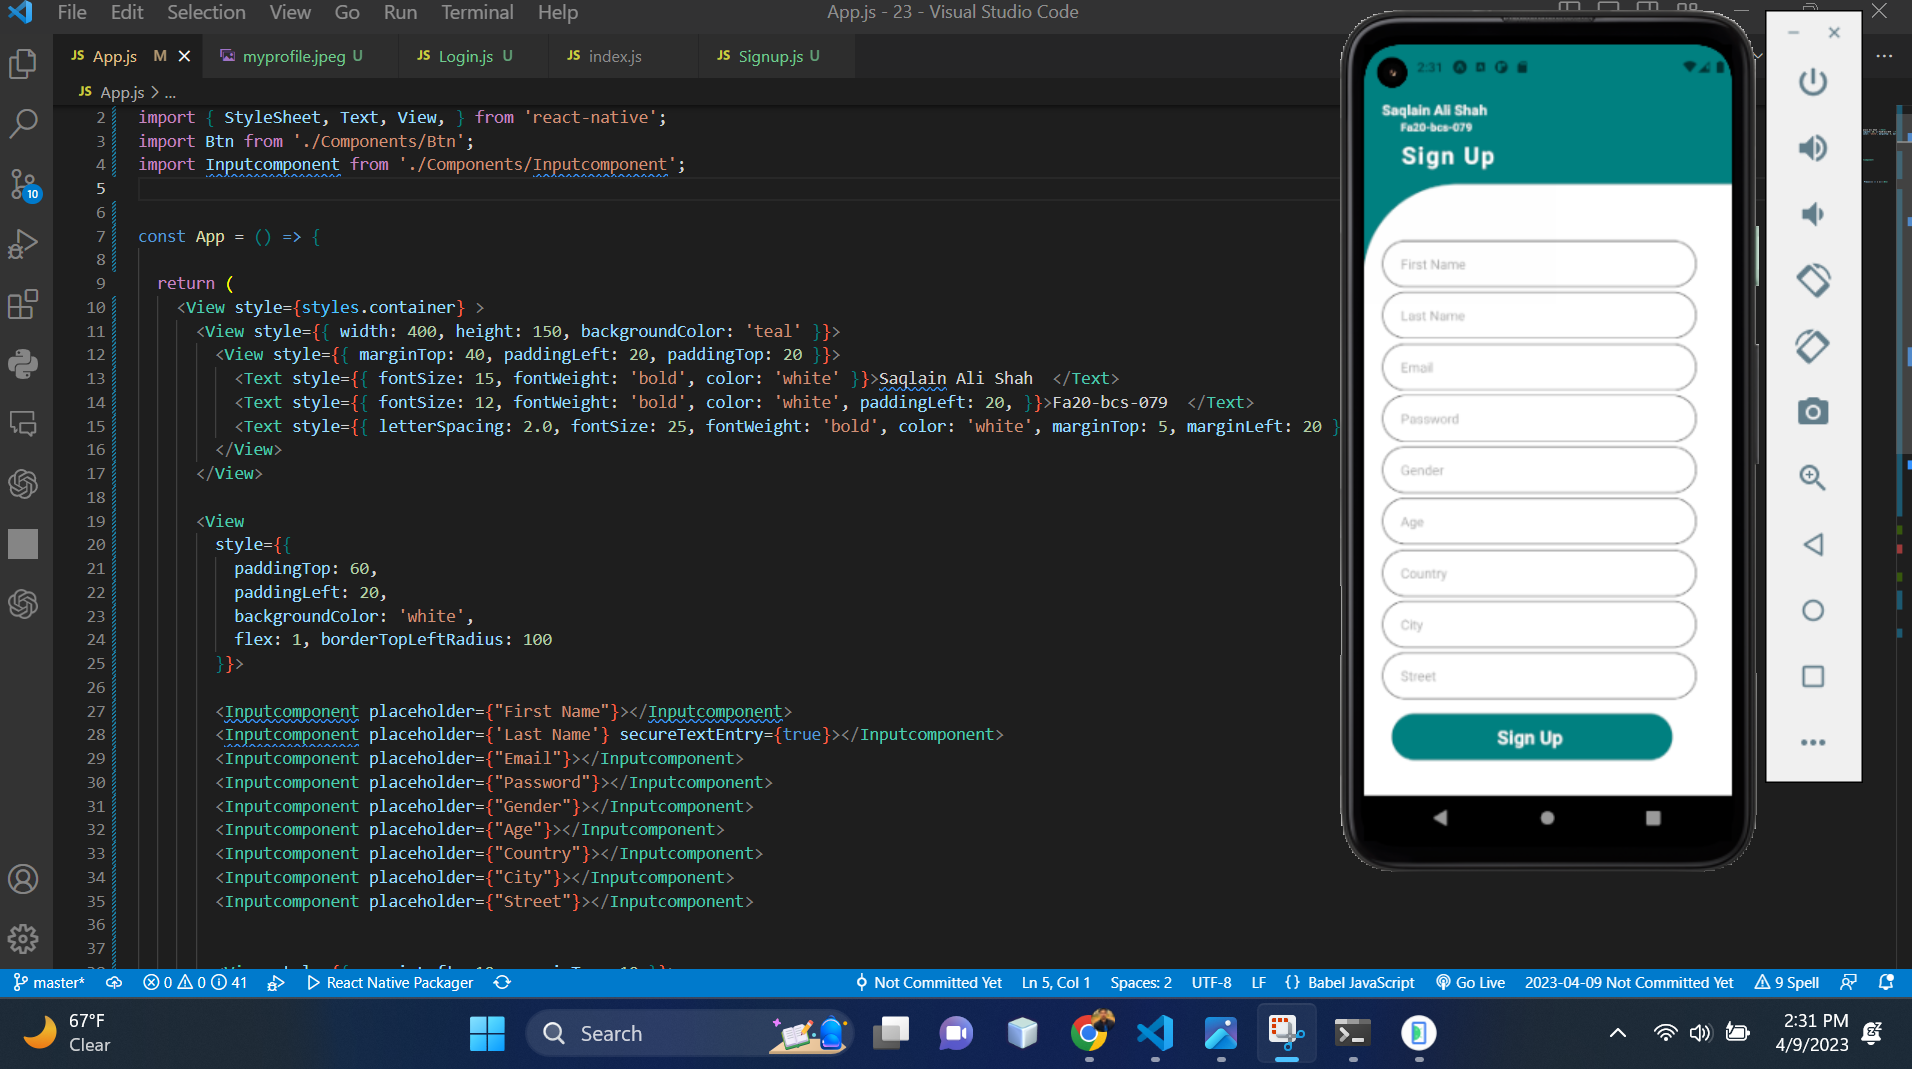 File Edit Selection View Go Run Terminal Help
App.js - 23 - Visual Studio Code
JS App.js M
myprofile.jpeg U
JS Login.js U
JS index.js
JS Signup.js U
JS App.js > ...
2 import { StyleSheet, Text, View, } from 'react-native';
3 import Btn from './Components/Btn';
4 import Inputcomponent from './Components/Inputcomponent';
5
6
7 const App = () => {
8
9 return (
10 <View style={styles.container} >
11 <View style={{ width: 400, height: 150, backgroundColor: 'teal' }}>
12 <View style={{ marginTop: 40, paddingLeft: 20, paddingTop: 20 }}>
13 <Text style={{ fontSize: 15, fontWeight: 'bold', color: 'white' }}>Saqlain Ali Shah </Text>
14 <Text style={{ fontSize: 12, fontWeight: 'bold', color: 'white', paddingLeft: 20, }}>Fa20-bcs-079 </Text>
15 <Text style={{ letterSpacing: 2.0, fontSize: 25, fontWeight: 'bold', color: 'white', marginTop: 5, marginLeft: 20 }
16 </View>
17 </View>
18
19 <View
20 style={{
21 paddingTop: 60,
22 paddingLeft: 20,
23 backgroundColor: 'white',
24 flex: 1, borderTopLeftRadius: 100
25 }}>
26
27 <Inputcomponent placeholder={"First Name"}></Inputcomponent>
28 <Inputcomponent placeholder={'Last Name'} secureTextEntry={true}></Inputcomponent>
29 <Inputcomponent placeholder={"Email"}></Inputcomponent>
30 <Inputcomponent placeholder={"Password"}></Inputcomponent>
31 <Inputcomponent placeholder={"Gender"}></Inputcomponent>
32 <Inputcomponent placeholder={"Age"}></Inputcomponent>
33 <Inputcomponent placeholder={"Country"}></Inputcomponent>
34 <Inputcomponent placeholder={"City"}></Inputcomponent>
35 <Inputcomponent placeholder={"Street"}></Inputcomponent>
36
37
2:31
Saqlain Ali Shah
Fa20-bcs-079
Sign Up
First Name
Last Name
Email
Password
Gender
Age
Country
City
Street
Sign Up
10
master* 0 0 41 React Native Packager
Not Committed Yet Ln 5, Col 1 Spaces: 2 UTF-8 LF {} Babel JavaScript Go Live 2023-04-09 Not Committed Yet 9 Spell
67°F
Clear
Search
2:31 PM
4/9/2023